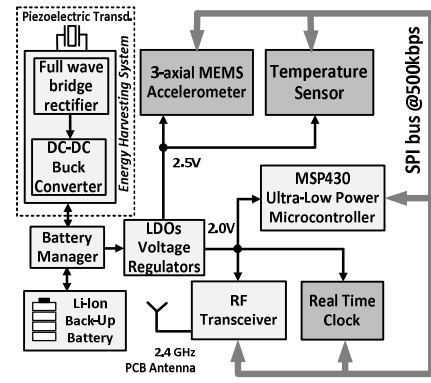 Piezoelectric Transd.
Full wave
bridge
rectifier
DC-DC
Buck
Converter
Energy Harvesting System
3-axial MEMS
Accelerometer
Temperature
Sensor
SPI bus @500kbps
2.5V
MSP430
Ultra-Low Power
Microcontroller
Battery
Manager
LDOs
Voltage
Regulators
2.0V
Li-Ion
Back-Up
Battery
2.4 GHz
PCB Antenna
RF
Transceiver
Real Time
Clock